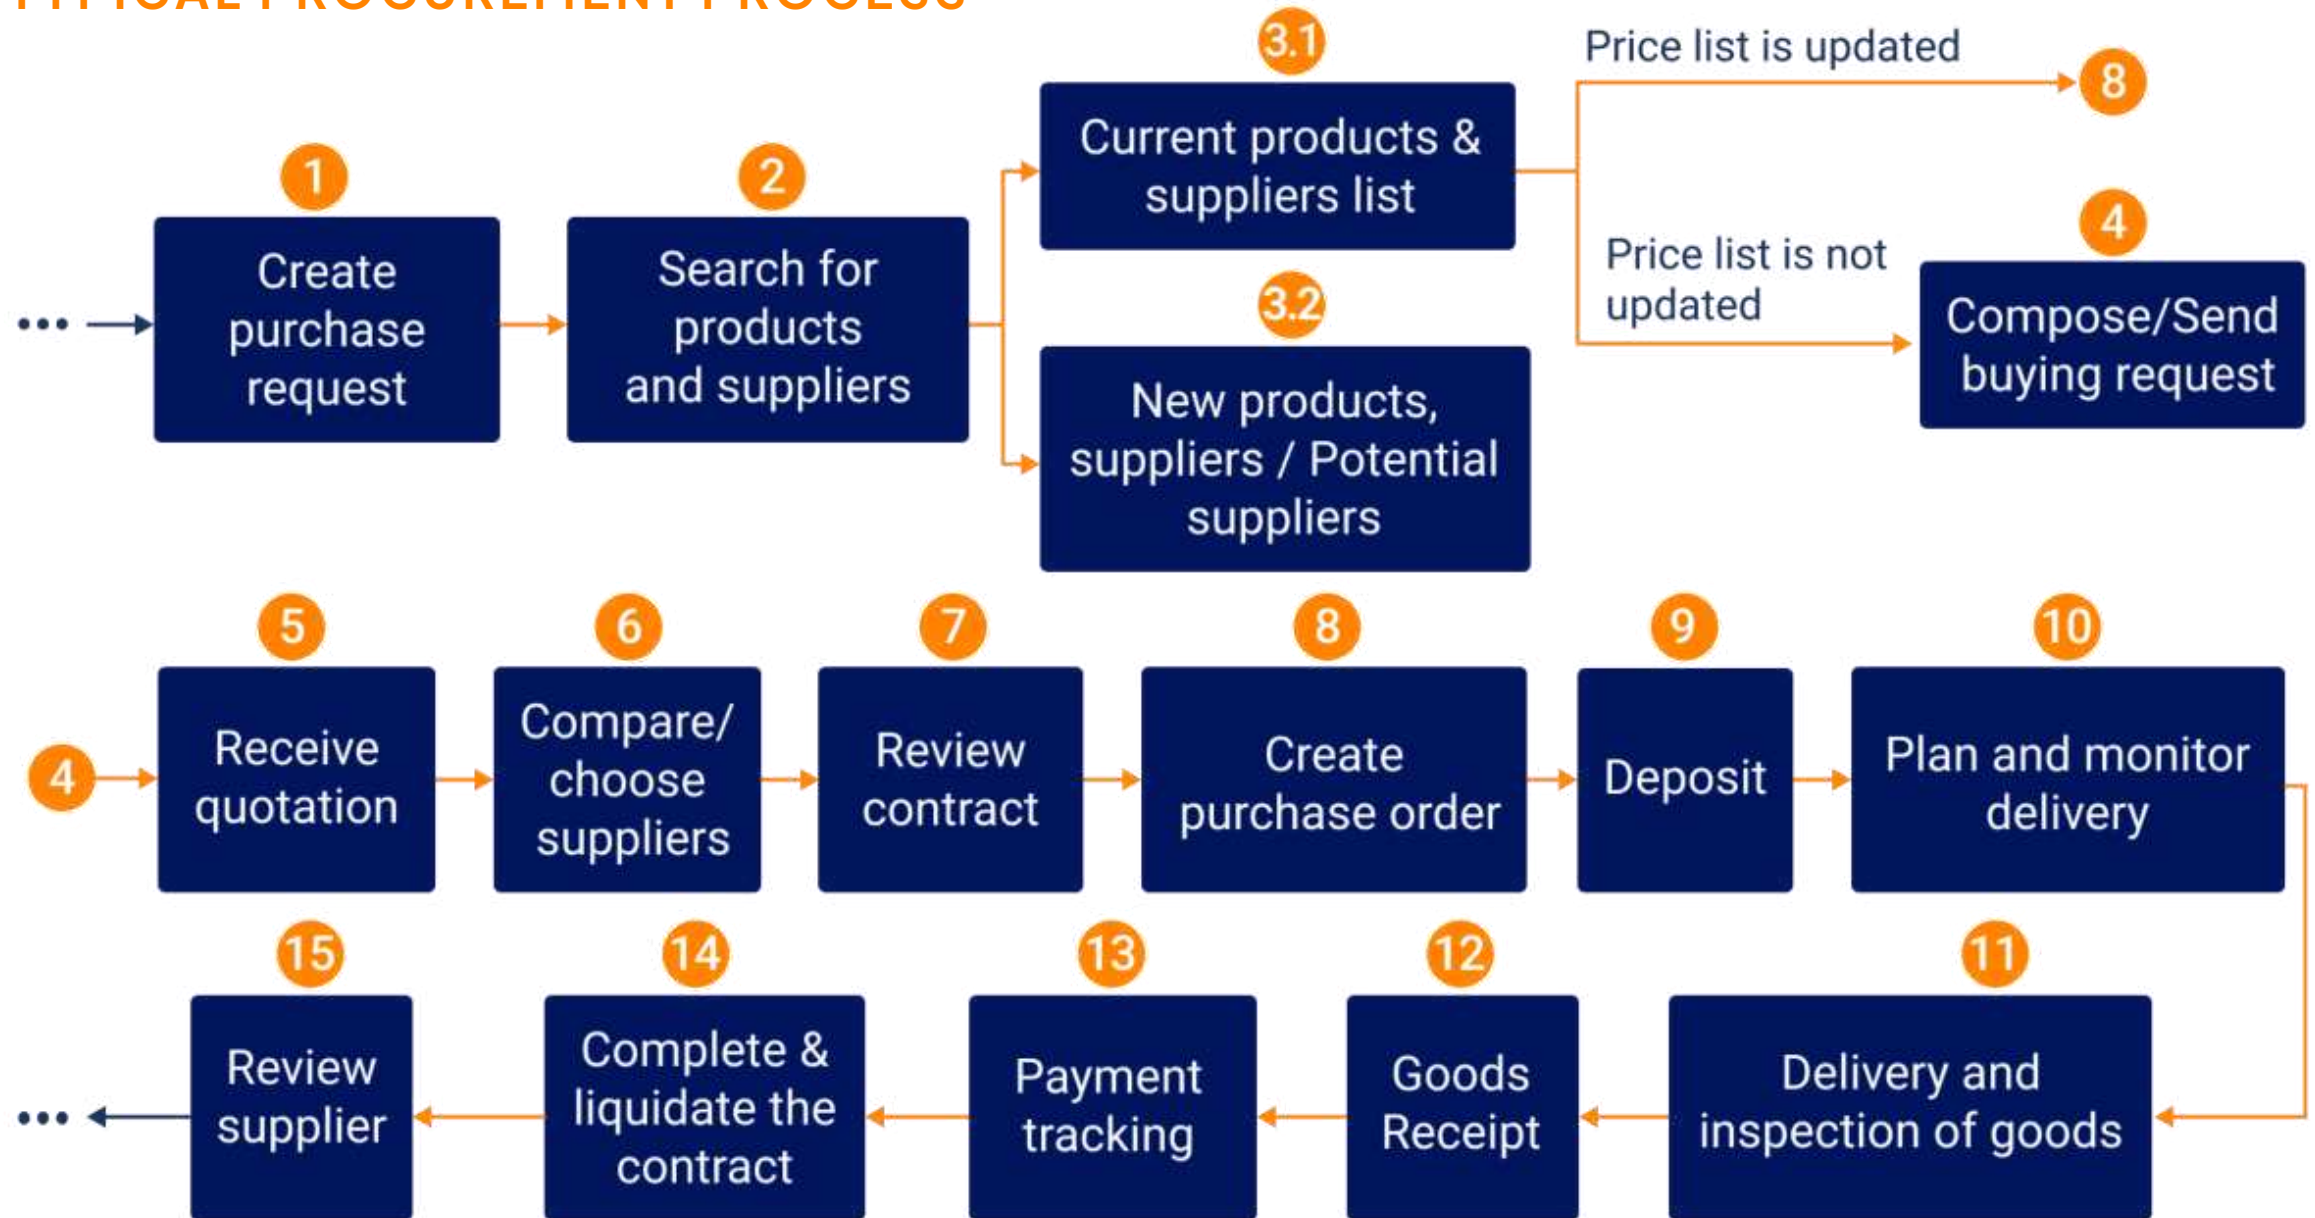 TYPICAL PROCUREMENT PROCESS
3.1
Price list is updated
8
Current products &
suppliers list
1
2
4
Create
purchase
request
Search for
products
and suppliers
Price list is not
updated
3.2
Compose/Send
buying request
New products,
suppliers / Potential
suppliers
...
5
6
7
8
9
10
4
Receive
quotation
Compare/
choose
suppliers
Review
contract
Create
purchase order
Deposit
Plan and monitor
delivery
15
14
13
12
11
Review
supplier
Complete &
liquidate the
contract
Payment
tracking
Goods
Receipt
Delivery and
inspection of goods
...